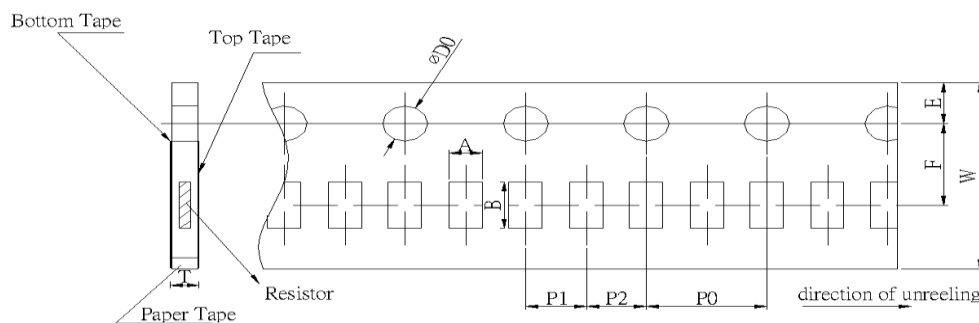 Bottom Tape
Top Tape
øD0
A
B
E
F
W
T
Resistor
Paper Tape
P1
P2
P0
direction of unreeling